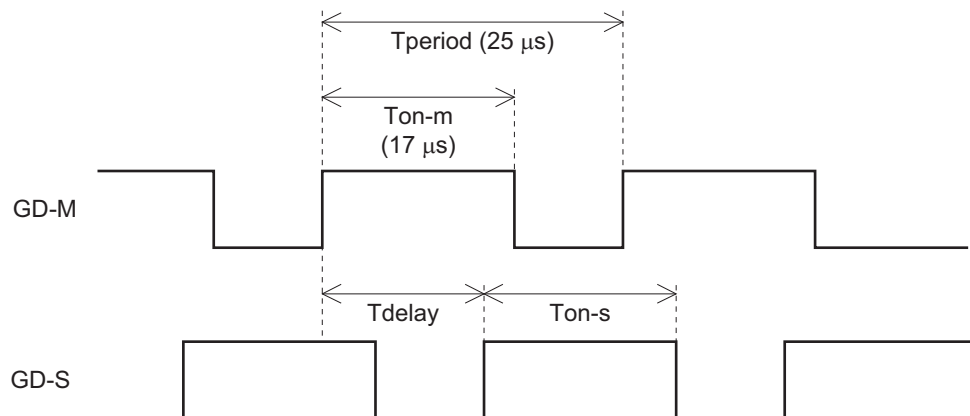 Tperiod (25 μs)
Ton-m
(17 μs)
GD-M
Tdelay
Ton-s
GD-S